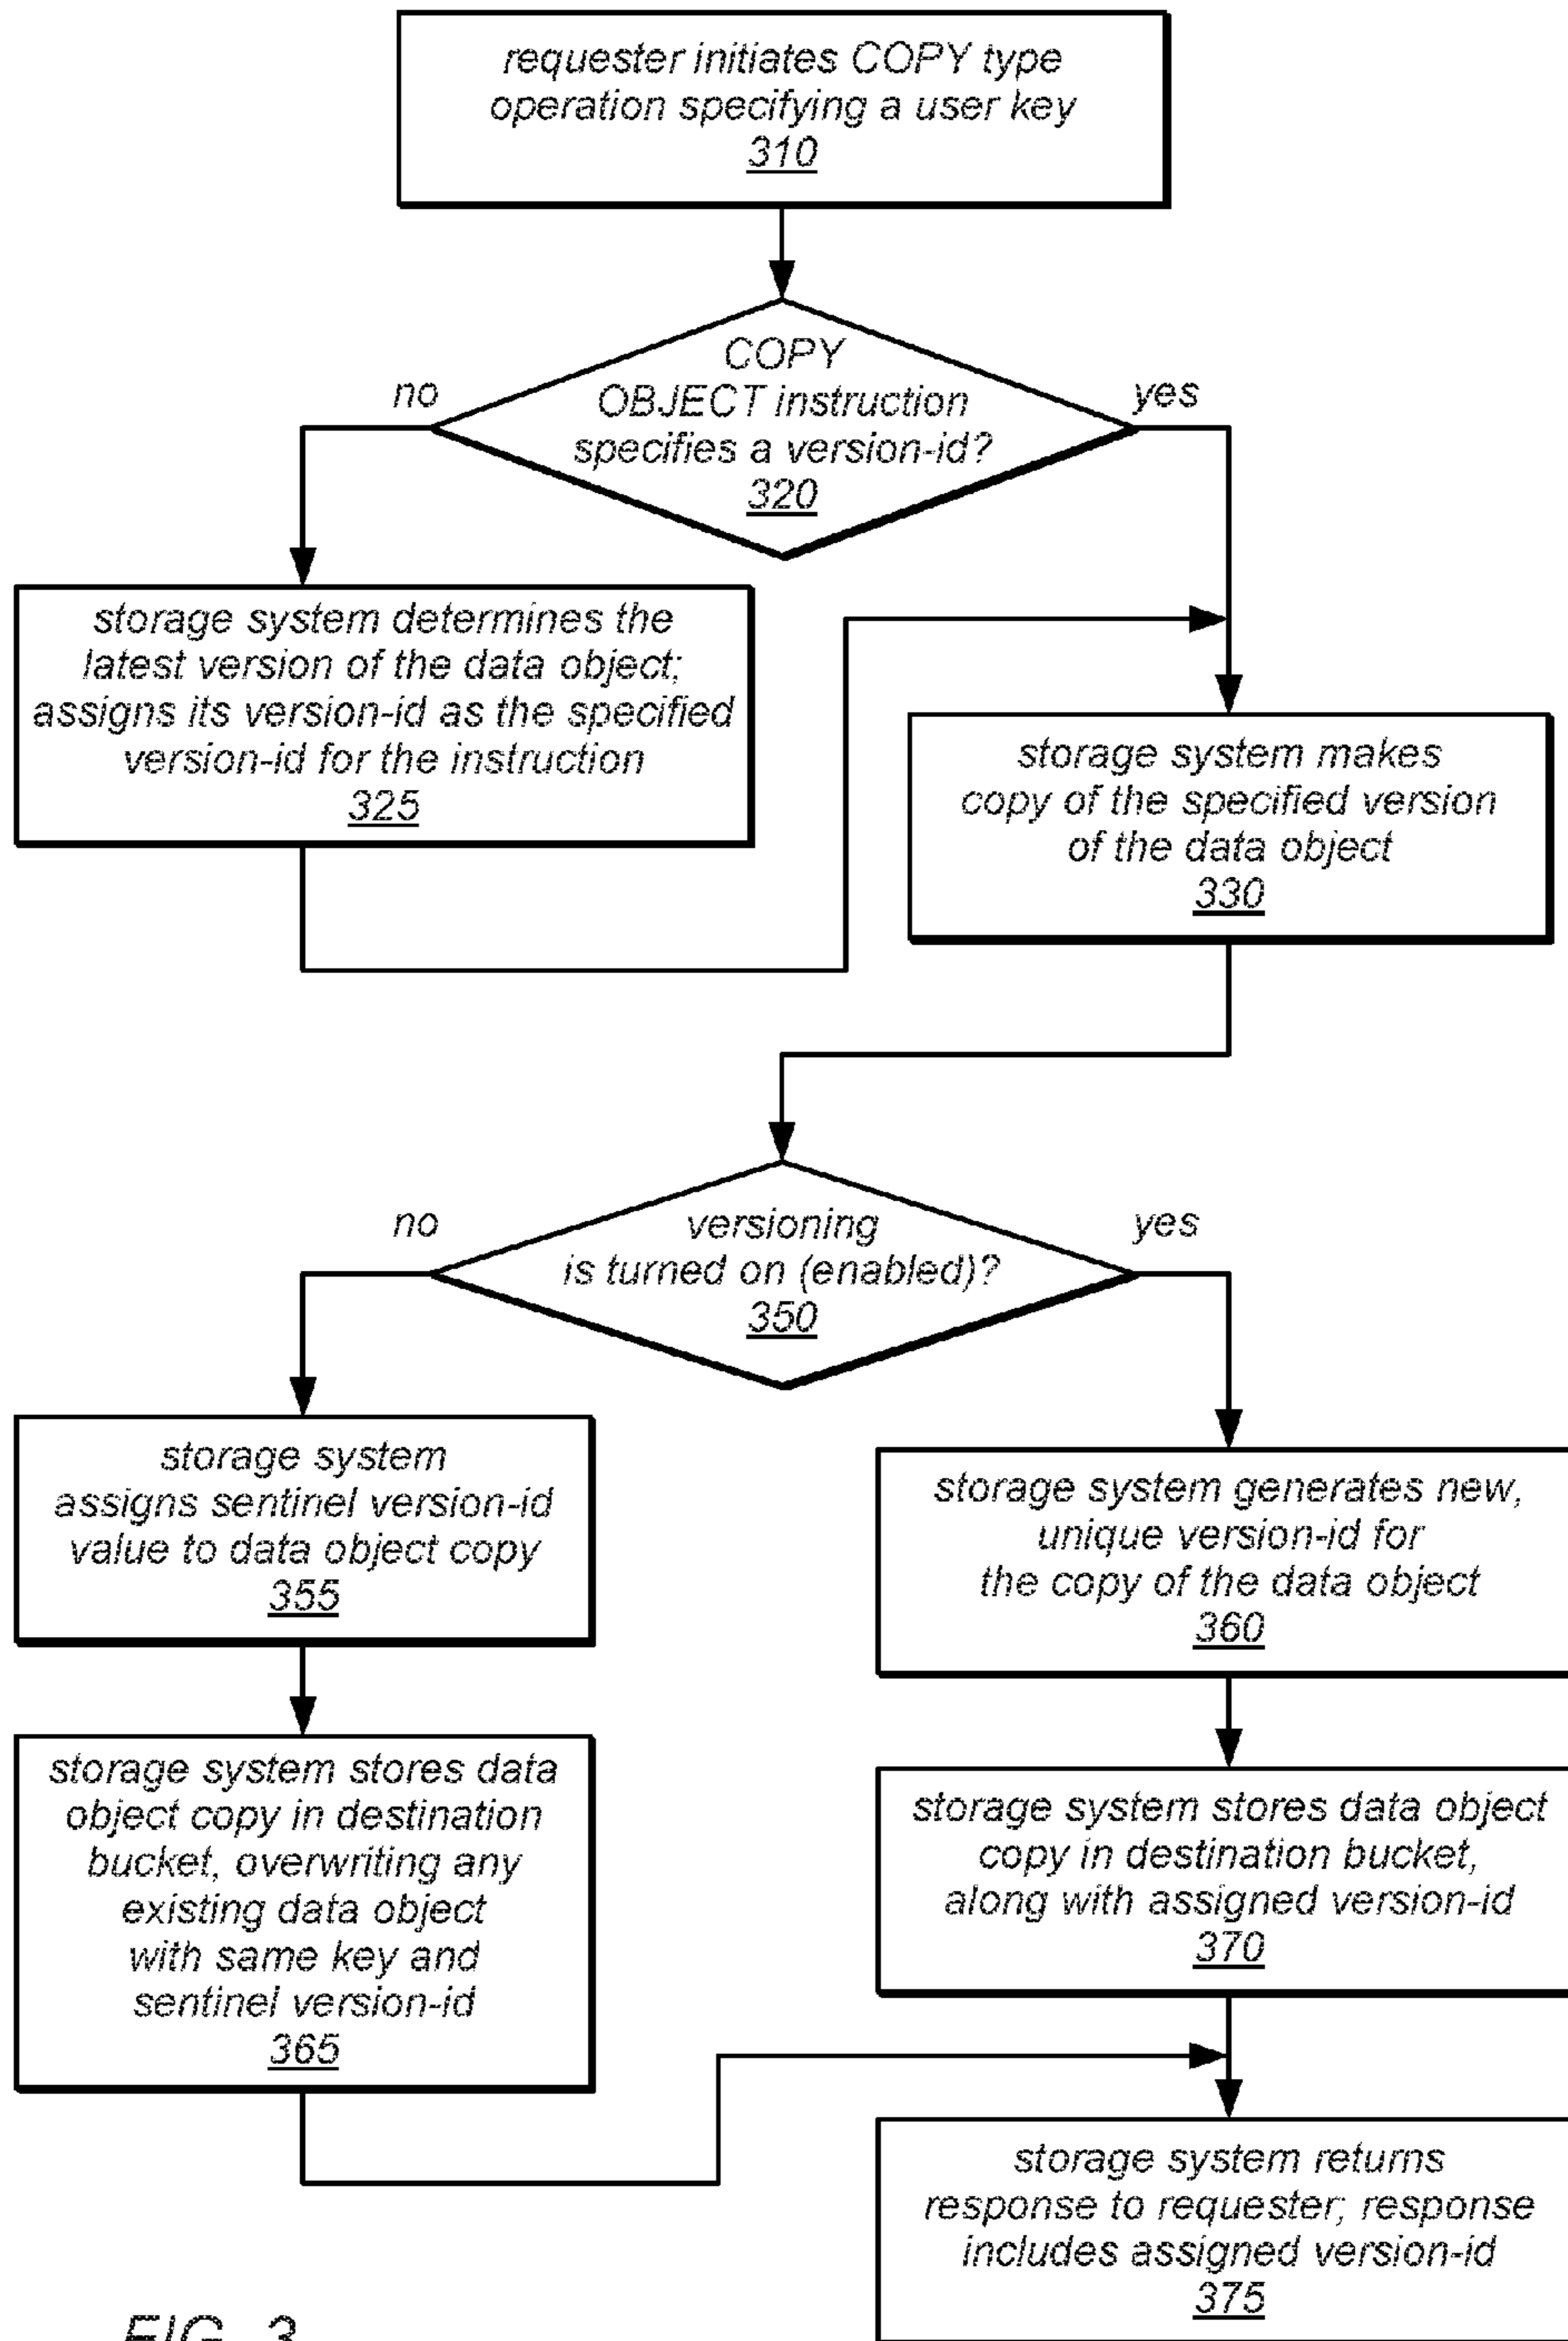 requester initiates COPY type
operation specifying a user key
310
COPY
OBJECT instruction
specifies a version-id?
320
no
yes
storage system determines the
latest version of the data object;
assigns its version-id as the specified
version-id for the instruction
325
storage system makes
copy of the specified version
of the data object
330
versioning
is turned on (enabled)?
350
no
yes
storage system
assigns sentinel version-id
value to data object copy
355
storage system generates new,
unique version-id for
the copy of the data object
360
storage system stores data
object copy in destination
bucket, overwriting any
existing data object
with same key and
sentinel version-id
365
storage system stores data object
copy in destination bucket,
along with assigned version-id
370
storage system returns
response to requester; response
includes assigned version-id
375
FIG. 3